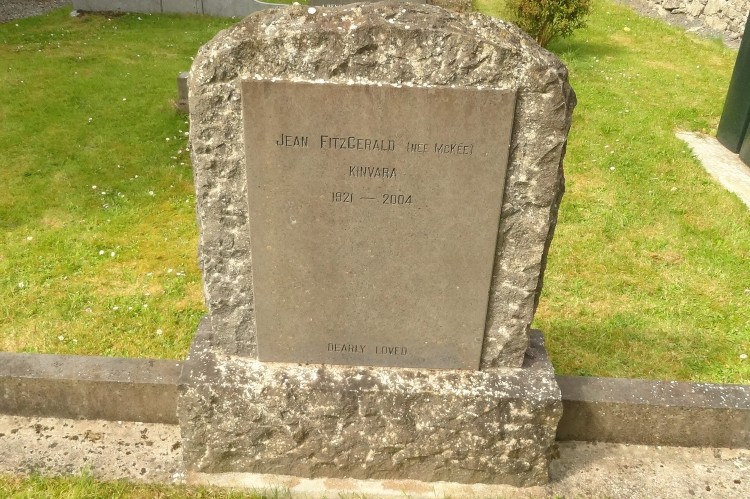 JEAN FITZGERALD (NEE MCKEE)
KINVARA
1921 — 2004
DEARLY LOVED